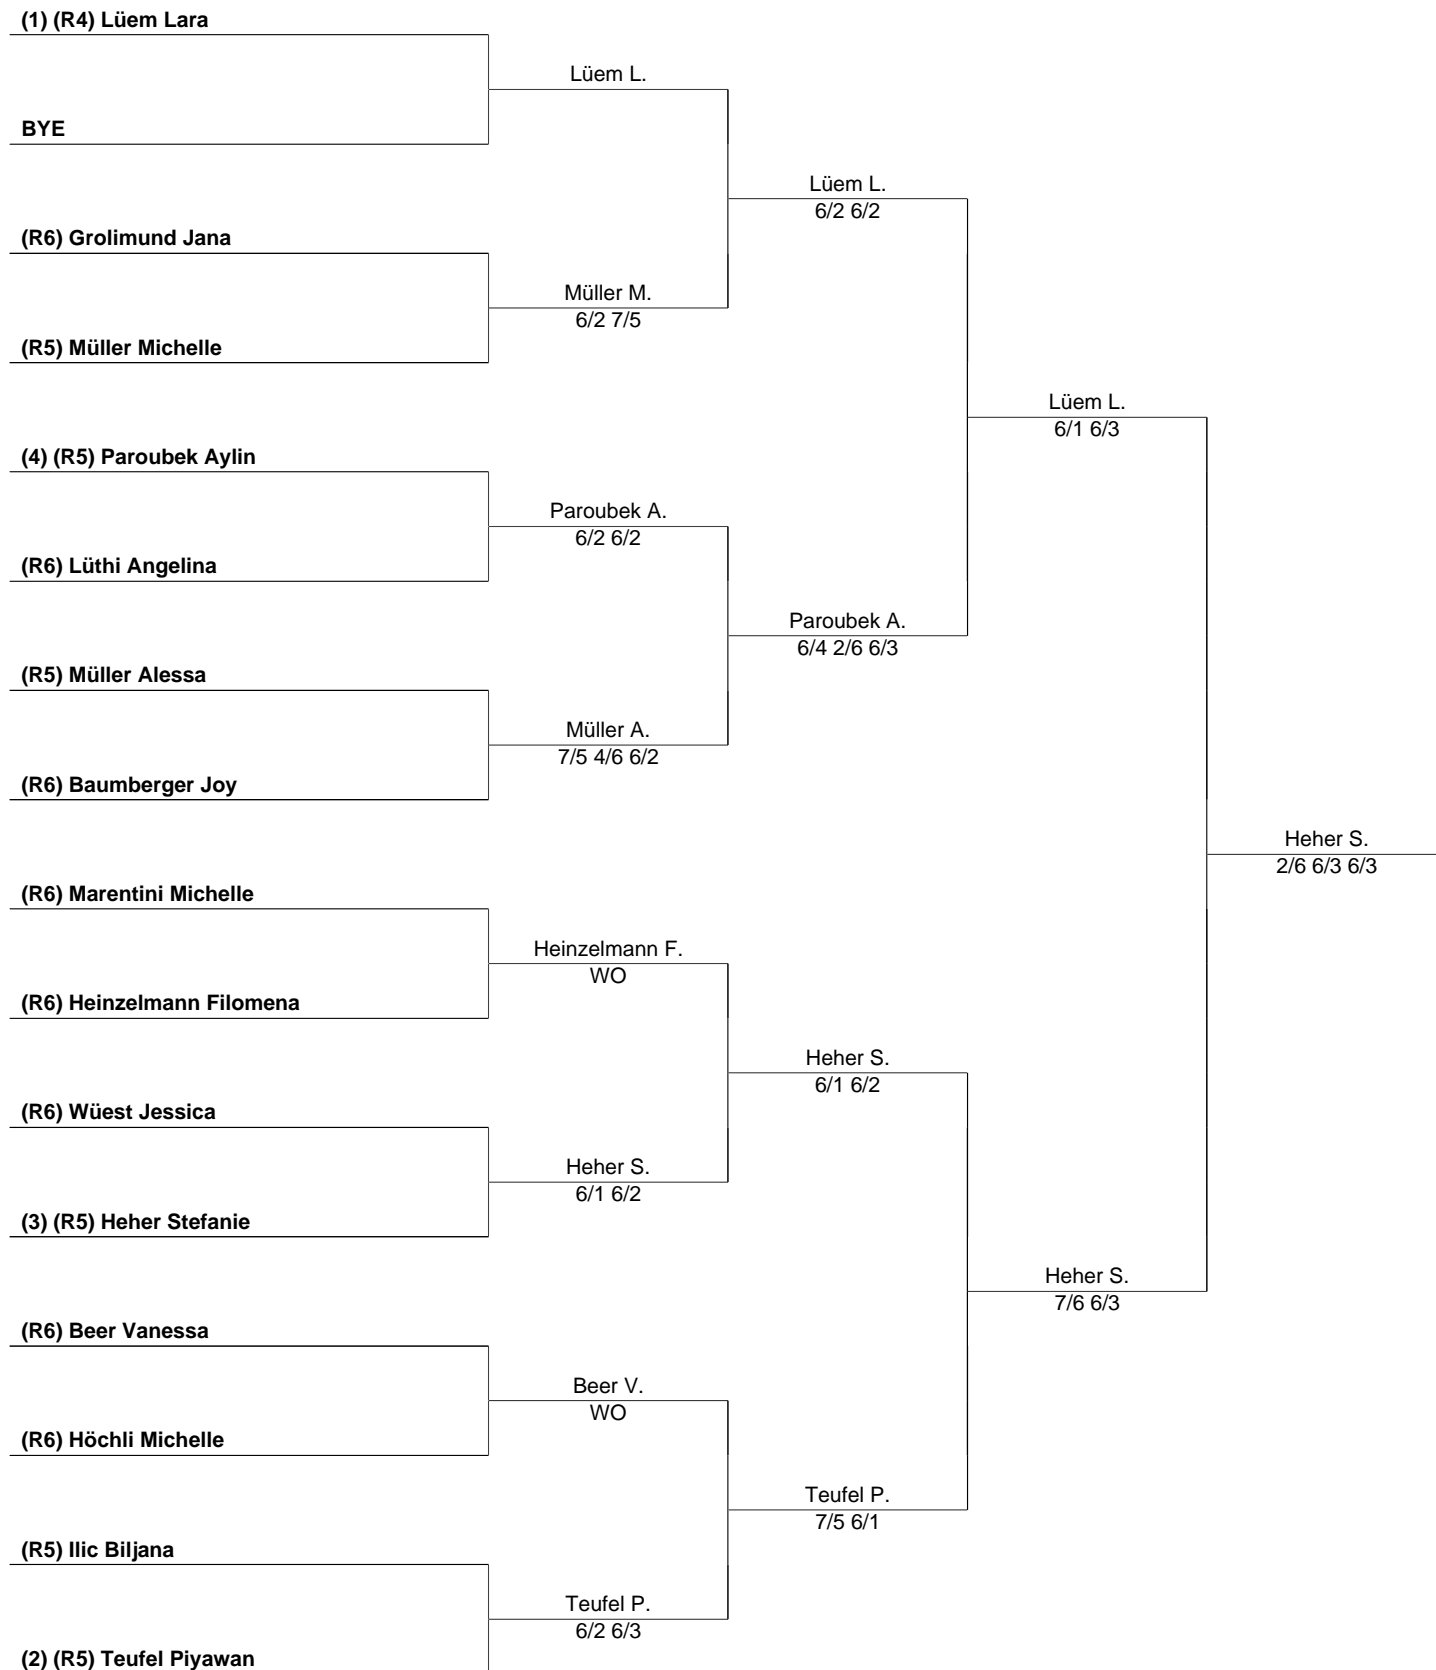 (1) (R4) Lüem Lara
Lüem L.
BYE
Lüem L.
6/2 6/2
(R6) Grolimund Jana
Müller M.
6/2 7/5
(R5) Müller Michelle
Lüem L.
6/1 6/3
(4) (R5) Paroubek Aylin
Paroubek A.
6/2 6/2
(R6) Lüthi Angelina
Paroubek A.
6/4 2/6 6/3
(R5) Müller Alessa
Müller A.
7/5 4/6 6/2
(R6) Baumberger Joy
Heher S.
2/6 6/3 6/3
(R6) Marentini Michelle
Heinzelmann F.
WO
(R6) Heinzelmann Filomena
Heher S.
6/1 6/2
(R6) Wüest Jessica
Heher S.
6/1 6/2
(3) (R5) Heher Stefanie
Heher S.
7/6 6/3
(R6) Beer Vanessa
Beer V.
WO
(R6) Höchli Michelle
Teufel P.
7/5 6/1
(R5) Ilic Biljana
Teufel P.
6/2 6/3
(2) (R5) Teufel Piyawan